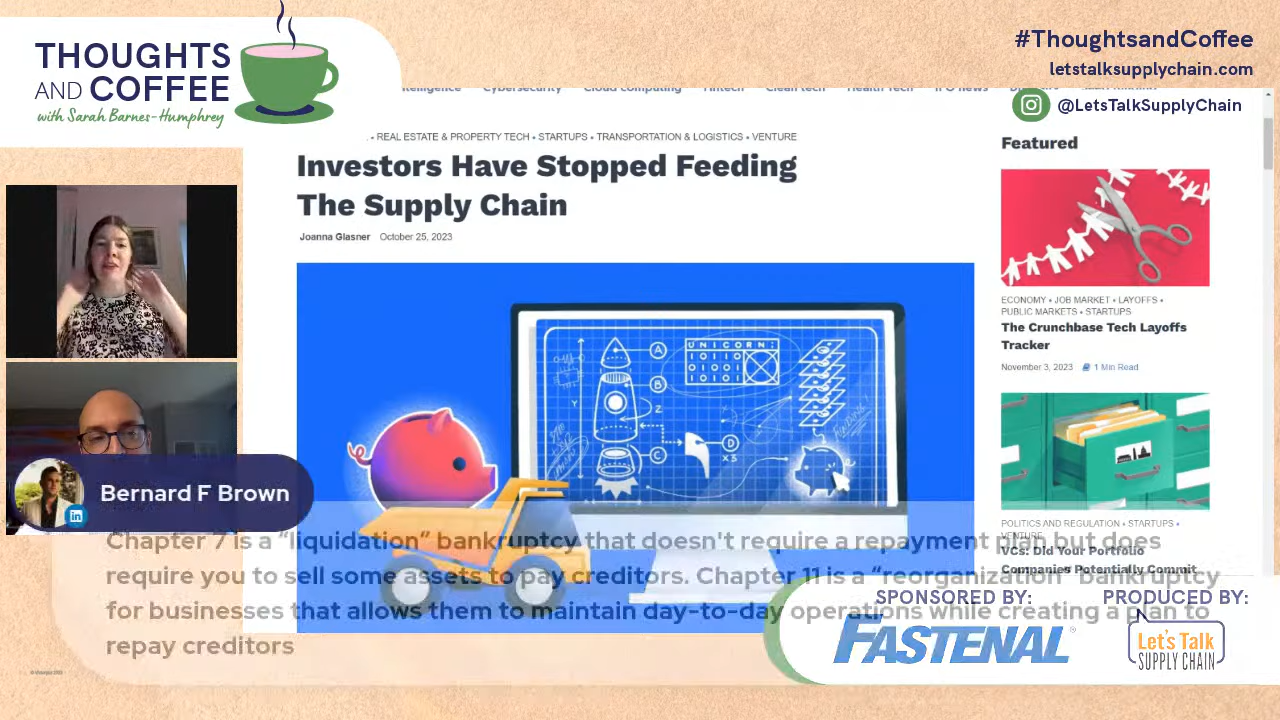 THOUGHTS
AND COFFEE
with Sarah Barnes-Humphrey
#ThoughtsandCoffee
letstalksupplychain.com
@LetsTalkSupplyChain
Intelligence Cybersecurity Cloud computing Fintech Clean tech Health Tech IPO news
• REAL ESTATE & PROPERTY TECH • STARTUPS • TRANSPORTATION & LOGISTICS • VENTURE
Investors Have Stopped Feeding
The Supply Chain
Joanna Glasner October 25, 2023
UNICORN:
A
B
C
D
X3
Y
Z
Featured
ECONOMY • JOB MARKET • LAYOFFS •
PUBLIC MARKETS • STARTUPS
The Crunchbase Tech Layoffs
Tracker
November 3, 2023 1 Min Read
POLITICS AND REGULATION • STARTUPS •
VENTURE
VCs: Did Your Portfolio
Companies Potentially Commit
Bernard F Brown
in
Chapter 7 is a “liquidation” bankruptcy that doesn't require a repayment plan but does
require you to sell some assets to pay creditors. Chapter 11 is a “reorganization” bankruptcy
for businesses that allows them to maintain day-to-day operations while creating a plan to
repay creditors
SPONSORED BY:
FASTENAL
PRODUCED BY:
Let's Talk
SUPPLY CHAIN